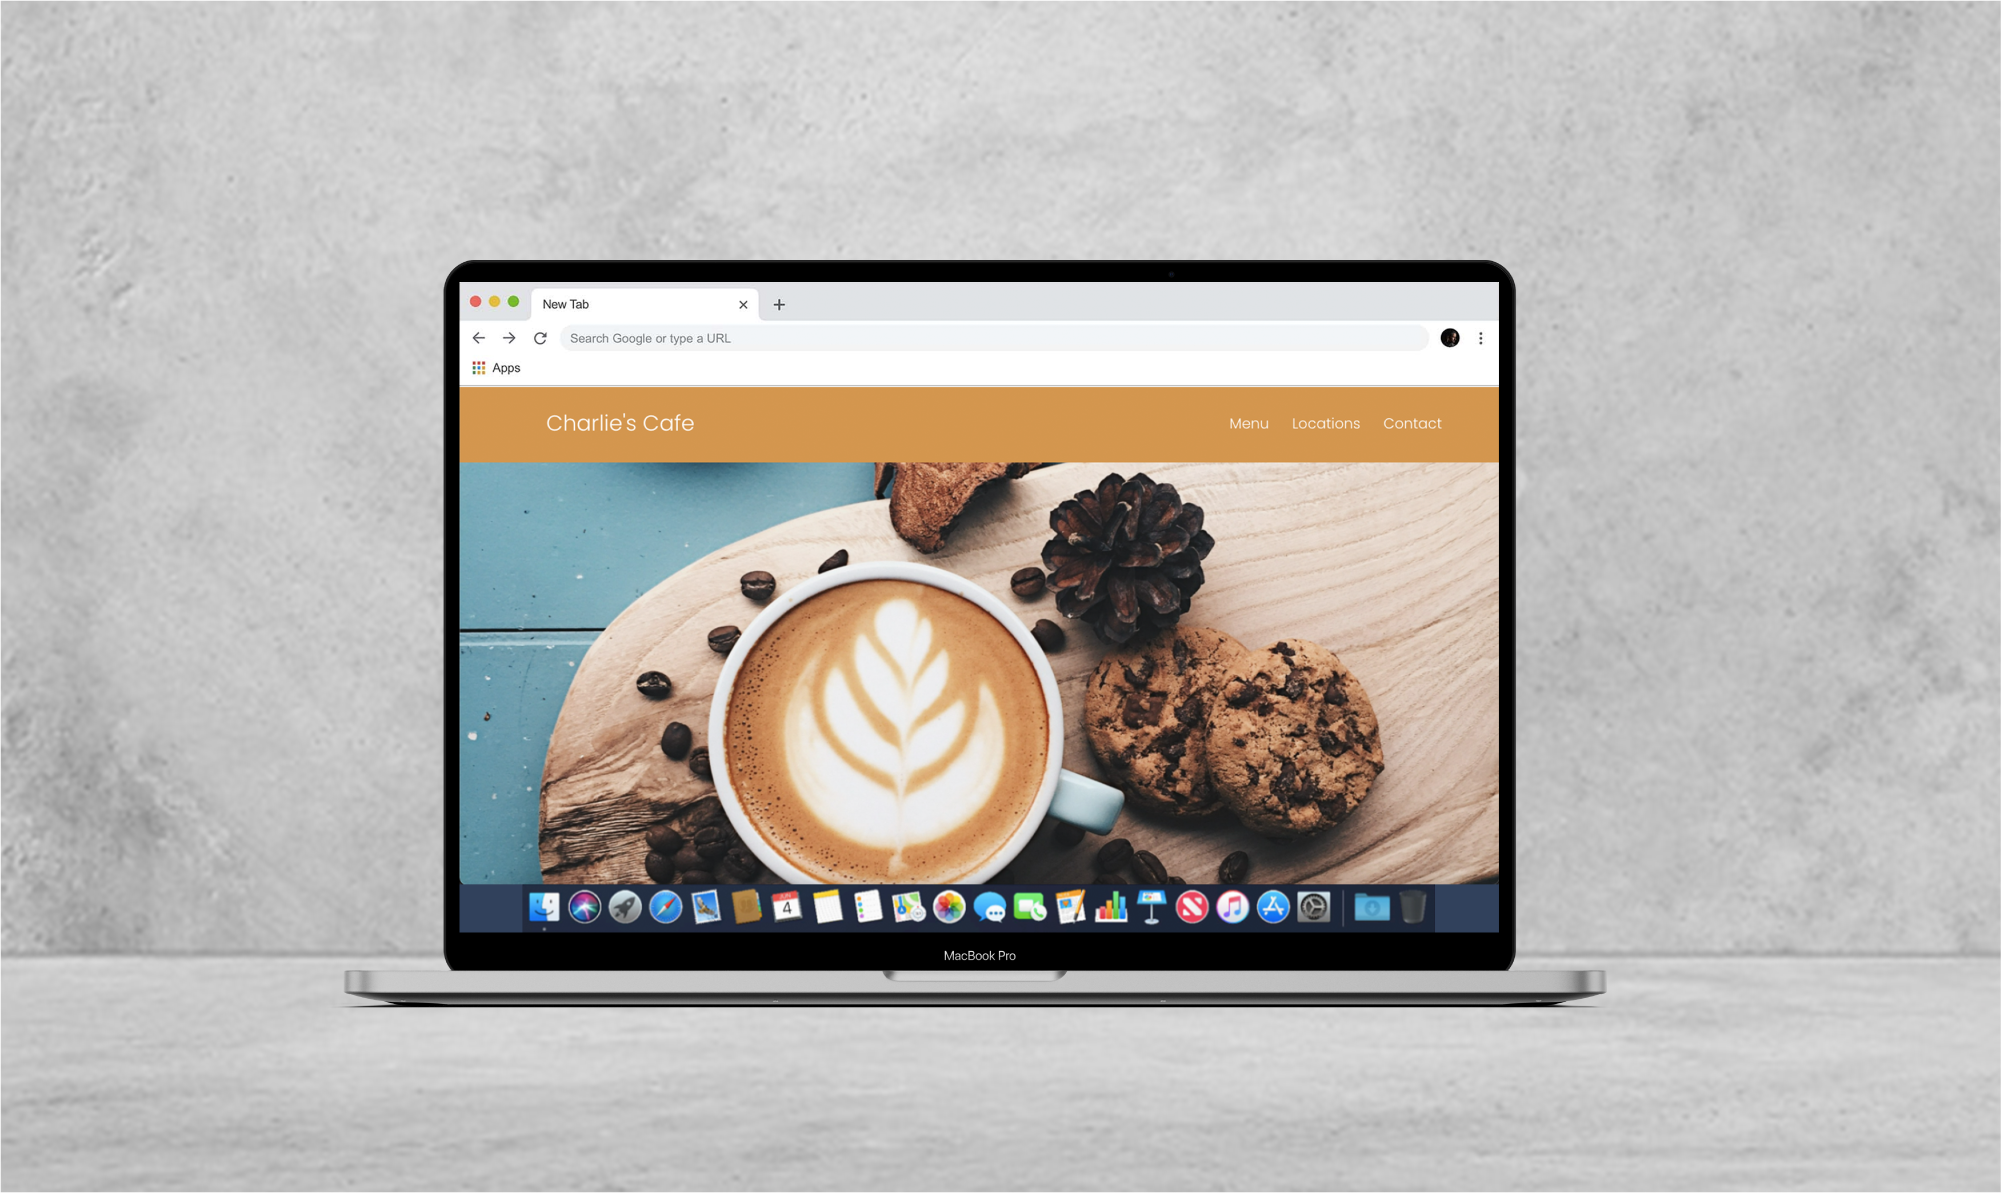 New Tab
Search Google or type a URL
Apps
Charlie's Cafe
Menu Locations Contact
4
MacBook Pro